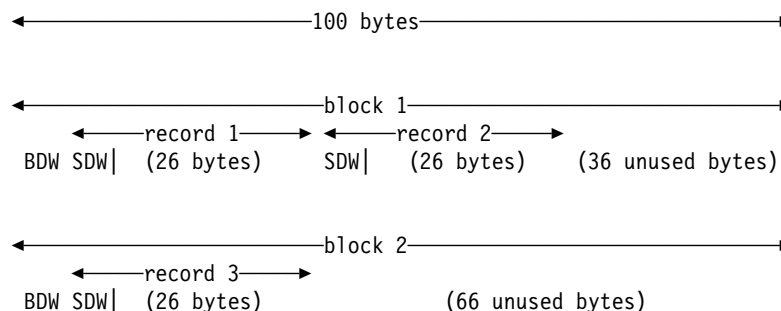 100 bytes
block 1
record 1 record 2
BDW SDW| (26 bytes) SDW| (26 bytes) (36 unused bytes)
block 2
record 3
BDW SDW| (26 bytes) (66 unused bytes)